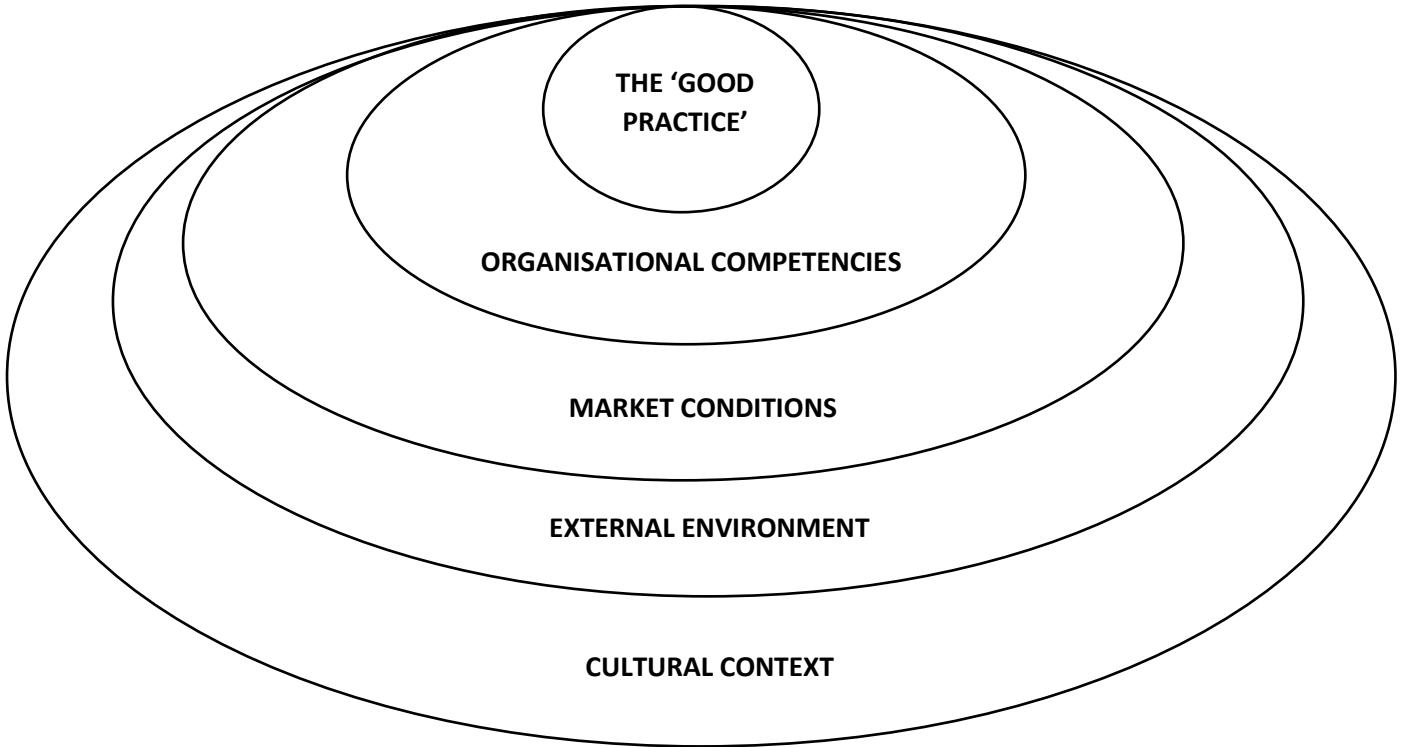 THE ‘GOOD
PRACTICE’
ORGANISATIONAL COMPETENCIES
MARKET CONDITIONS
EXTERNAL ENVIRONMENT
CULTURAL CONTEXT